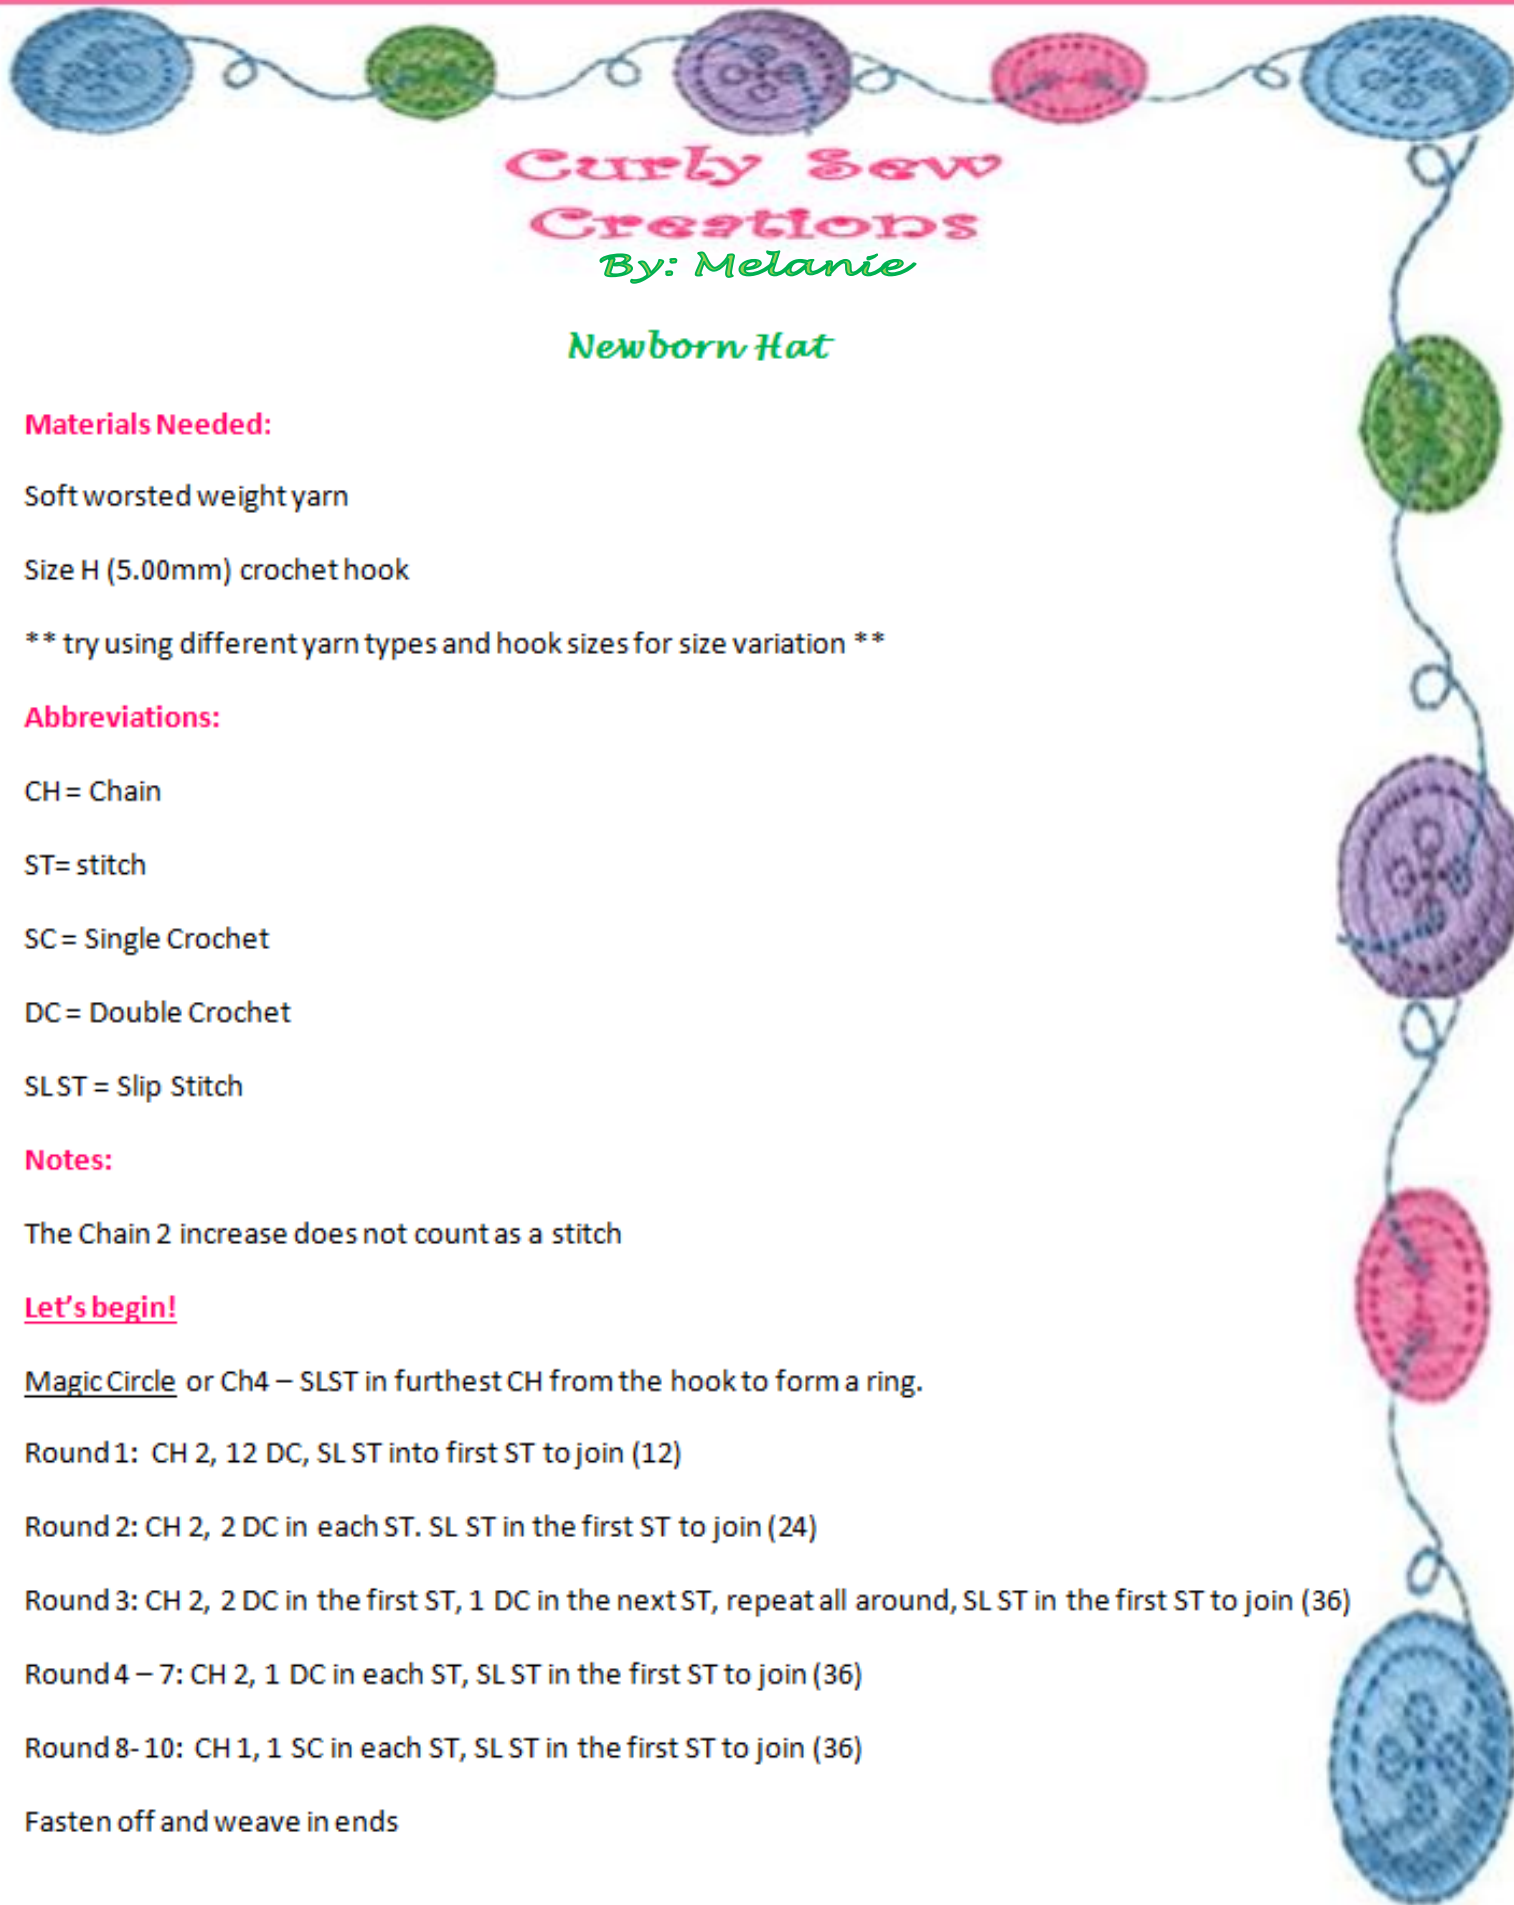 Curly Sew
Creations
By: Melanie
Newborn Hat
Materials Needed:
Soft worsted weight yarn
Size H (5.00mm) crochet hook
** try using different yarn types and hook sizes for size variation **
Abbreviations:
CH = Chain
ST= stitch
SC = Single Crochet
DC = Double Crochet
SL ST = Slip Stitch
Notes:
The Chain 2 increase does not count as a stitch
Let's begin!
Magic Circle or Ch4 – SLST in furthest CH from the hook to form a ring.
Round 1: CH 2, 12 DC, SL ST into first ST to join (12)
Round 2: CH 2, 2 DC in each ST. SL ST in the first ST to join (24)
Round 3: CH 2, 2 DC in the first ST, 1 DC in the next ST, repeat all around, SL ST in the first ST to join (36)
Round 4 – 7: CH 2, 1 DC in each ST, SL ST in the first ST to join (36)
Round 8- 10: CH 1, 1 SC in each ST, SL ST in the first ST to join (36)
Fasten off and weave in ends